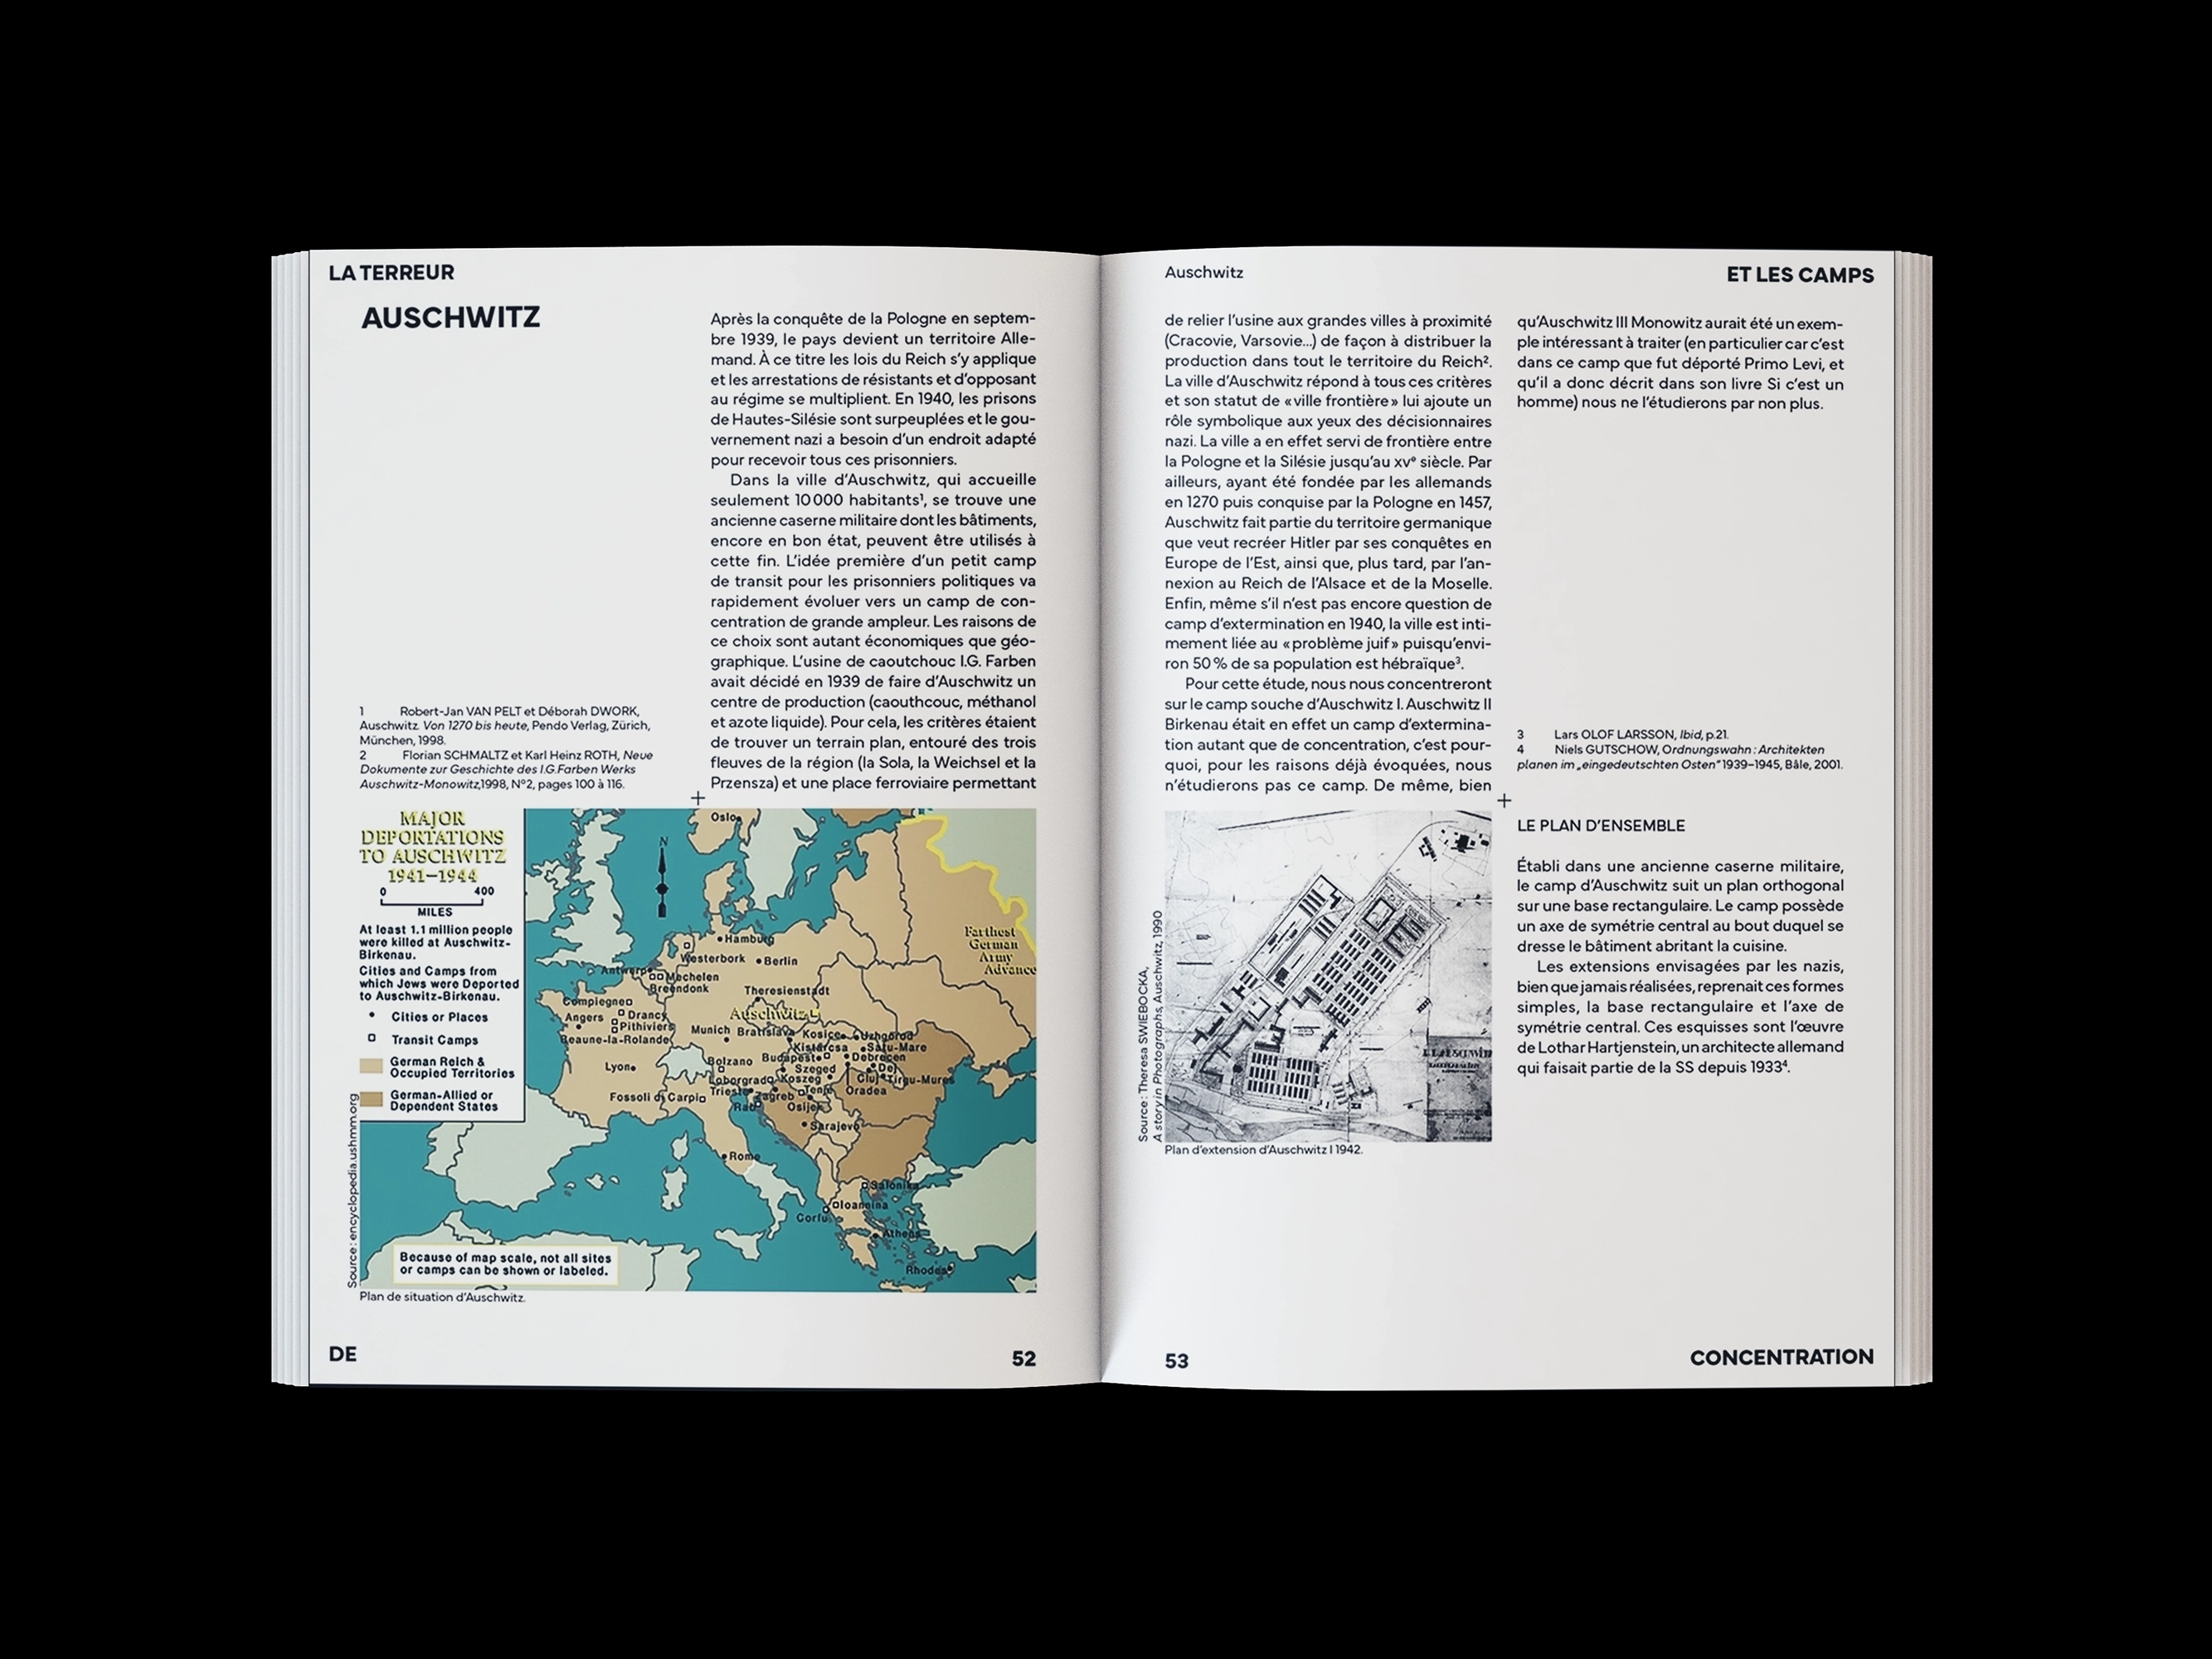 LA TERREUR
AUSCHWITZ
Après la conquête de la Pologne en septem-
bre 1939, le pays devient un territoire Alle-
mand. À ce titre les lois du Reich s’y applique
et les arrestations de résistants et d’opposant
au régime se multiplient. En 1940, les prisons
de Hautes-Silésie sont surpeuplées et le gou-
vernement nazi a besoin d’un endroit adapté
pour recevoir tous ces prisonniers.
Dans la ville d’Auschwitz, qui accueille
seulement 10 000 habitants¹, se trouve une
ancienne caserne militaire dont les bâtiments,
encore en bon état, peuvent être utilisés à
cette fin. L’idée première d’un petit camp
de transit pour les prisonniers politiques va
rapidement évoluer vers un camp de con-
centration de grande ampleur. Les raisons de
ce choix sont autant économiques que géo-
graphique. L’usine de caoutchouc I.G. Farben
avait décidé en 1939 de faire d’Auschwitz un
centre de production (caouthcouc, méthanol
et azote liquide). Pour cela, les critères étaient
de trouver un terrain plan, entouré des trois
fleuves de la région (la Sola, la Weichsel et la
Przensza) et une place ferroviaire permettant
1 Robert-Jan VAN PELT et Déborah DWORK,
Auschwitz. Von 1270 bis heute, Pendo Verlag, Zürich,
München, 1998.
2 Florian SCHMALTZ et Karl Heinz ROTH, Neue
Dokumente zur Geschichte des I.G.Farben Werks
Auschwitz-Monowitz,1998, N°2, pages 100 à 116.
MAJOR
DEPORTATIONS
TO AUSCHWITZ
1941–1944
0 400
MILES
At least 1.1 million people
were killed at Auschwitz-
Birkenau.
Cities and Camps from
which Jews were Deported
to Auschwitz-Birkenau.
Cities or Places
Transit Camps
German Reich &
Occupied Territories
German-Allied or
Dependent States
N
Oslo
Farthest
German
Army
Advance
Hamburg
Westerbork
Berlin
Antwerp
Mechelen
Breendonk
Theresienstadt
Compiegne
Auschwitz
Angers
Drancy
Pithiviers
Beaune-la-Rolande
Munich
Bratislava
Kosice
Uzhgorod
Kistarcsa
Satu-Mare
Bolzano
Budapest
Debrecen
Lyon
Szeged
Dej
Loborgrad
Koszeg
Cluj
Tirgu-Mures
Trieste
Tenje
Oradea
Fossoli di Carpi
Zagreb
Rab
Osijek
Sarajevo
Rome
Salonika
Ioannina
Corfu
Athens
Rhodes
Because of map scale, not all sites
or camps can be shown or labeled.
Source : encyclopedia.ushmm.org
Plan de situation d’Auschwitz.
DE
52
Auschwitz
ET LES CAMPS
de relier l’usine aux grandes villes à proximité
(Cracovie, Varsovie...) de façon à distribuer la
production dans tout le territoire du Reich².
La ville d’Auschwitz répond à tous ces critères
et son statut de « ville frontière » lui ajoute un
rôle symbolique aux yeux des décisionnaires
nazi. La ville a en effet servi de frontière entre
la Pologne et la Silésie jusqu’au XVᵉ siècle. Par
ailleurs, ayant été fondée par les allemands
en 1270 puis conquise par la Pologne en 1457,
Auschwitz fait partie du territoire germanique
que veut recréer Hitler par ses conquêtes en
Europe de l’Est, ainsi que, plus tard, par l’an-
nexion au Reich de l’Alsace et de la Moselle.
Enfin, même s’il n’est pas encore question de
camp d’extermination en 1940, la ville est inti-
mement liée au « problème juif » puisqu’envi-
ron 50 % de sa population est hébraïque³.
Pour cette étude, nous nous concentreront
sur le camp souche d’Auschwitz I. Auschwitz II
Birkenau était en effet un camp d’extermina-
tion autant que de concentration, c’est pour-
quoi, pour les raisons déjà évoquées, nous
n’étudierons pas ce camp. De même, bien
qu’Auschwitz III Monowitz aurait été un exem-
ple intéressant à traiter (en particulier car c’est
dans ce camp que fut déporté Primo Levi, et
qu’il a donc décrit dans son livre Si c’est un
homme) nous ne l’étudierons par non plus.
3 Lars OLOF LARSSON, Ibid, p.21.
4 Niels GUTSCHOW, Ordnungswahn : Architekten
planen im „eingedeutschten Osten“ 1939–1945, Bâle, 2001.
Source : Theresa SWIEBOCKA,
A story in Photographs, Auschwitz, 1990
Plan d’extension d’Auschwitz I 1942.
LE PLAN D’ENSEMBLE
Établi dans une ancienne caserne militaire,
le camp d’Auschwitz suit un plan orthogonal
sur une base rectangulaire. Le camp possède
un axe de symétrie central au bout duquel se
dresse le bâtiment abritant la cuisine.
Les extensions envisagées par les nazis,
bien que jamais réalisées, reprenait ces formes
simples, la base rectangulaire et l’axe de
symétrie central. Ces esquisses sont l’œuvre
de Lothar Hartjenstein, un architecte allemand
qui faisait partie de la SS depuis 1933⁴.
53
CONCENTRATION